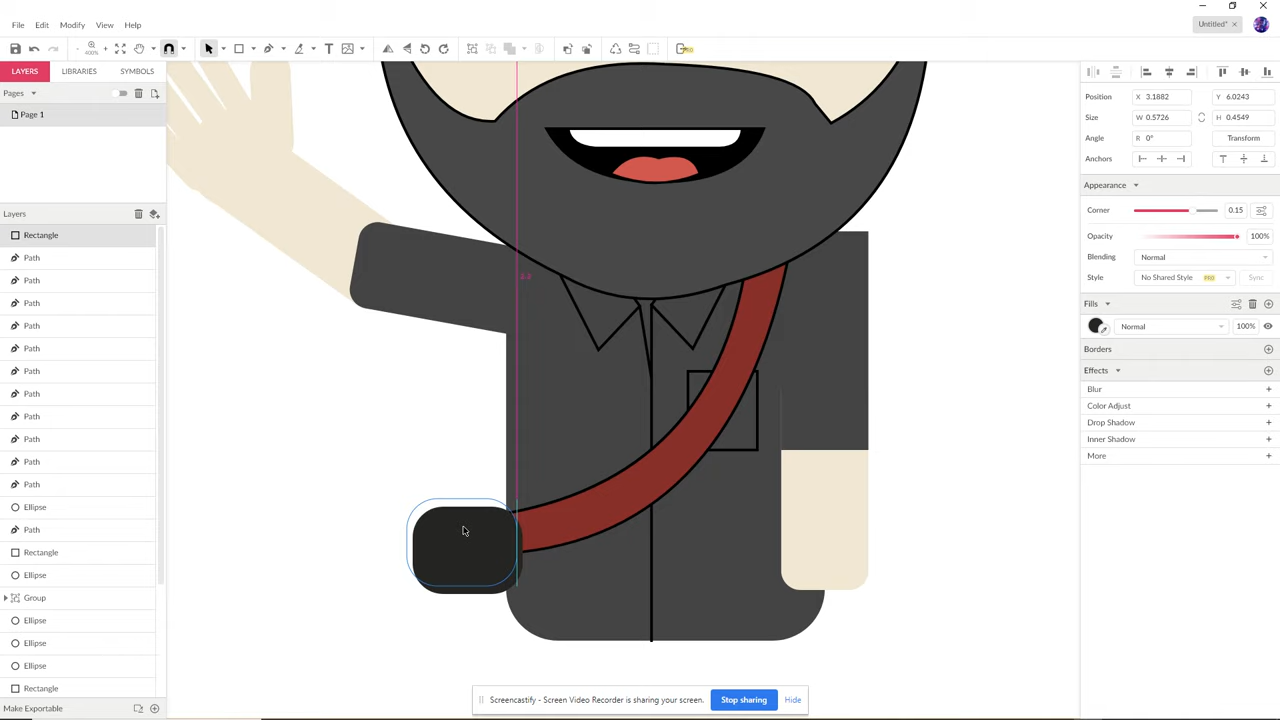 File Edit Modify View Help
Untitled*
400%
T
PRO
LAYERS LIBRARIES SYMBOLS
Pages
Page 1
Layers
Rectangle
Path
Path
Path
Path
Path
Path
Path
Path
Path
Path
Path
Ellipse
Path
Rectangle
Ellipse
Group
Ellipse
Ellipse
Ellipse
Rectangle
Make Exportable
Position X 3.1882 Y 6.0243
Size W 0.5726 H 0.4549
Angle R 0° Transform
Anchors
Appearance
Corner 0.15
Opacity 100%
Blending Normal
Style No Shared Style PRO Sync
Fills
Normal 100%
Borders
Effects
Blur
Color Adjust
Drop Shadow
Inner Shadow
More
Screencastify - Screen Video Recorder is sharing your screen. Stop sharing Hide